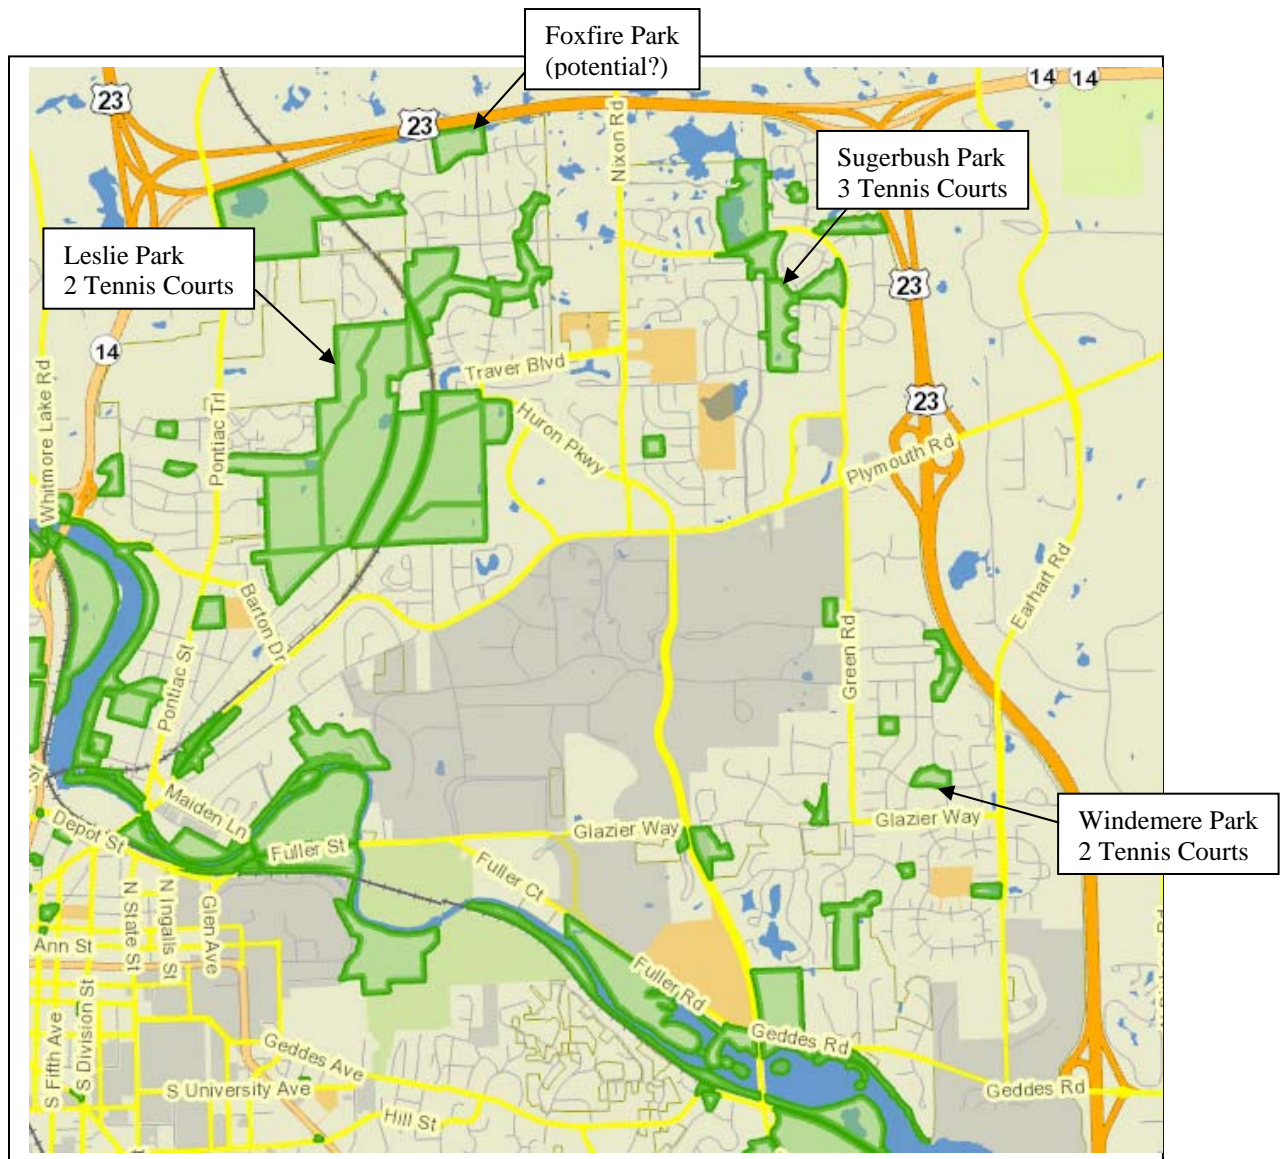 Foxfire Park
(potential?)
14
14
23
23
Nixon Rd
Sugerbush Park
3 Tennis Courts
Leslie Park
2 Tennis Courts
23
14
Whitmore Lake Rd
Pontiac Trl
Traver Blvd
23
Huron Pkwy
Plymouth Rd
Earhart Rd
Barton Dr
Green Rd
Pontiac St
St
Maiden Ln
Depot St
Fuller St
Glazier Way
Glazier Way
Windemere Park
2 Tennis Courts
Fuller Ct
N State St
N Ingalls St
Glen Ave
Ann St
Fuller Rd
S Fifth Ave
S Division St
Geddes Ave
Geddes Rd
S University Ave
Geddes Rd
Hill St